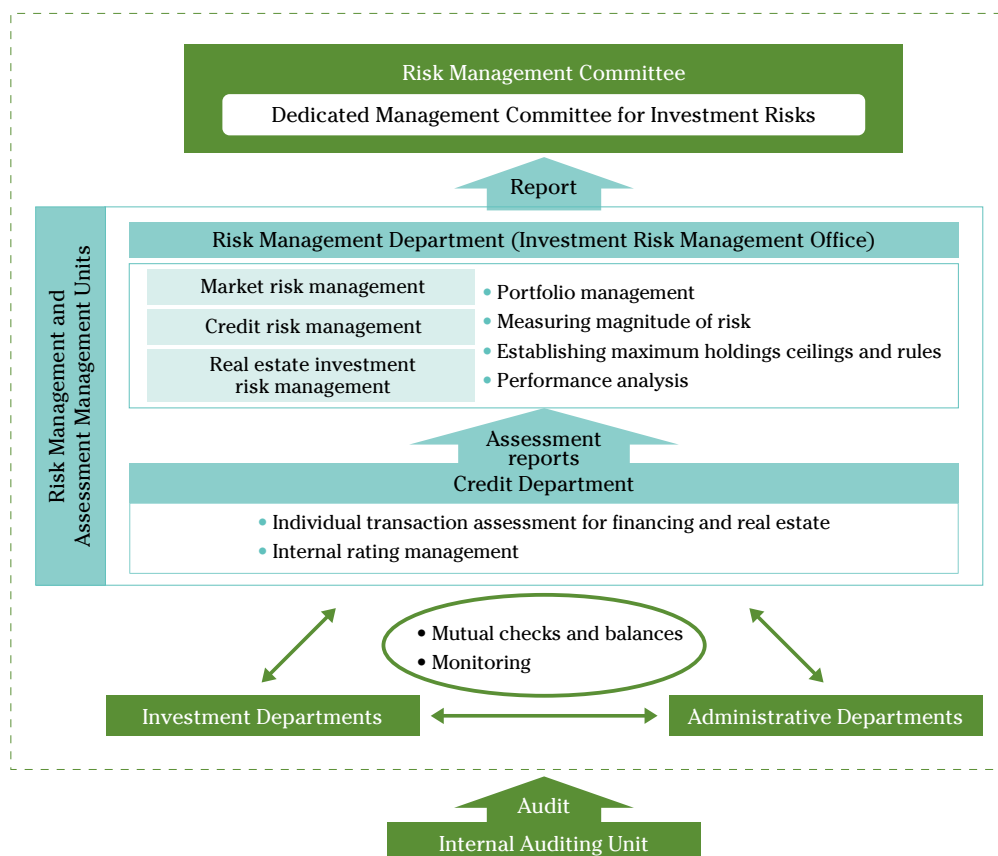 Risk Management Committee
Dedicated Management Committee for Investment Risks
Report
Risk Management and
Assessment Management Units
Risk Management Department (Investment Risk Management Office)
Market risk management
Credit risk management
Real estate investment
risk management
• Portfolio management
• Measuring magnitude of risk
• Establishing maximum holdings ceilings and rules
• Performance analysis
Assessment
reports
Credit Department
• Individual transaction assessment for financing and real estate
• Internal rating management
• Mutual checks and balances
• Monitoring
Investment Departments
Administrative Departments
Audit
Internal Auditing Unit